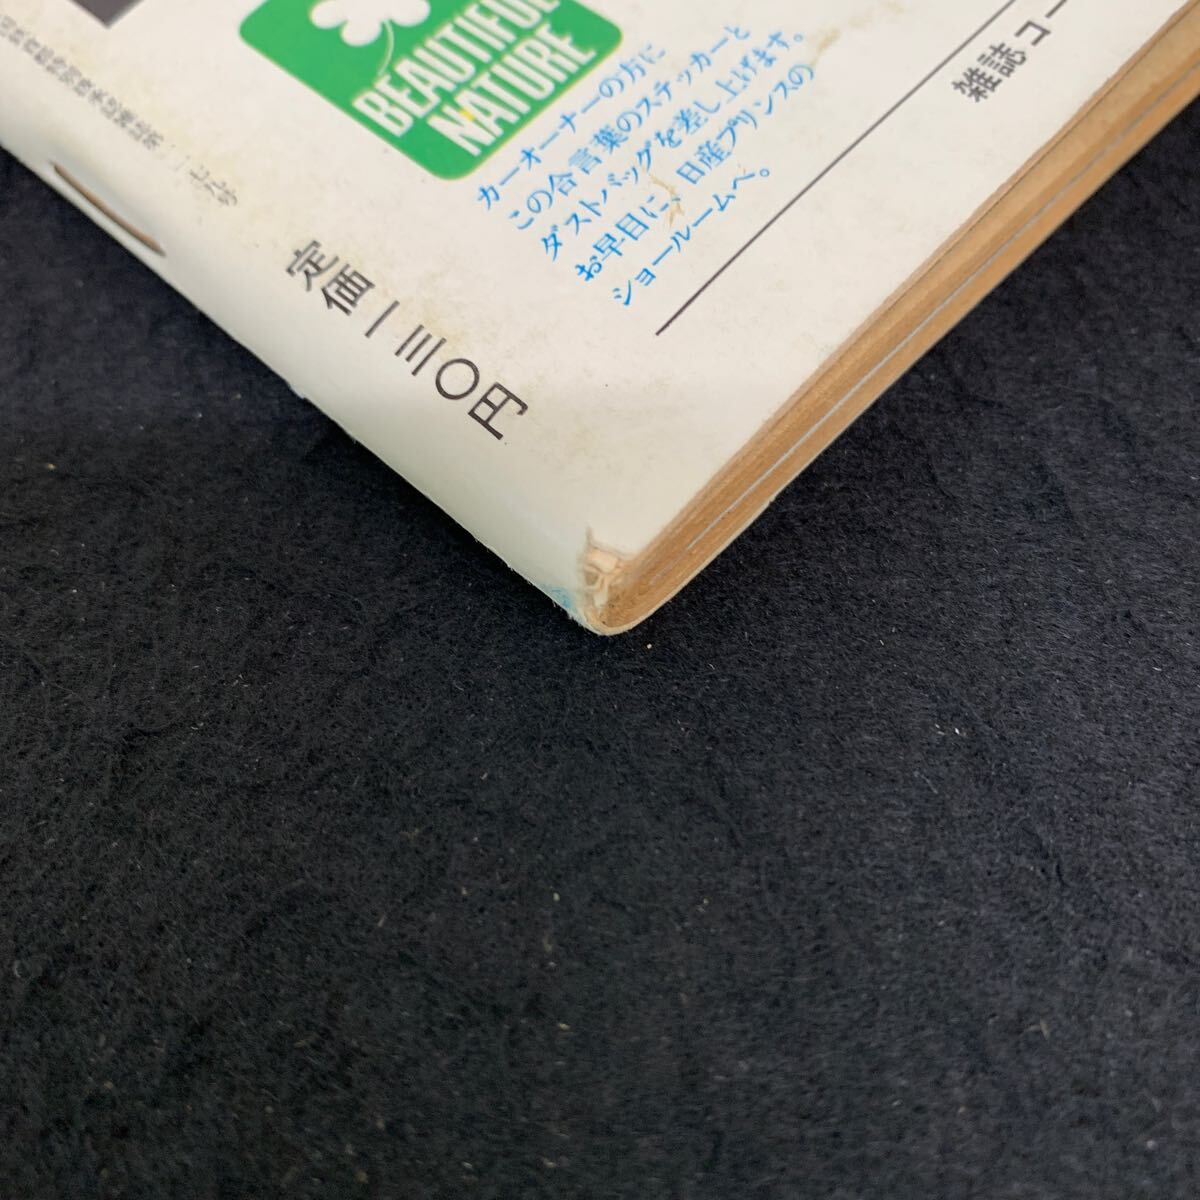 BEAUTIFUL
NATURE
カーオーナーの方に
この合言葉のステッカーと
ダストバッグを差し上げます。
お早目に、日産プリンスの
ショールームへ。
雑誌コー
定価一三〇円